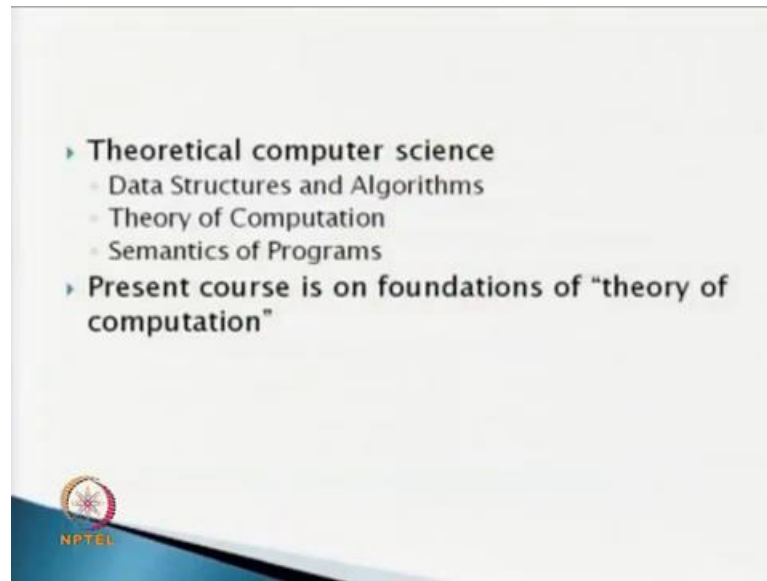 Theoretical computer science
Data Structures and Algorithms
Theory of Computation
Semantics of Programs
Present course is on foundations of “theory of
computation”
NPTEL